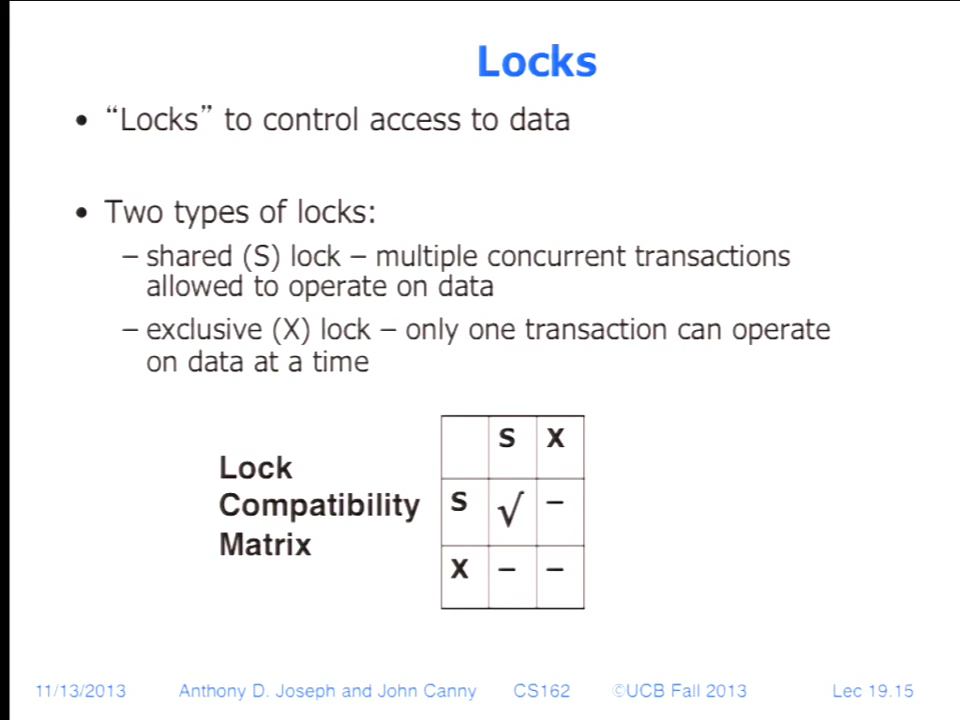 Locks
• “Locks” to control access to data
• Two types of locks:
– shared (S) lock – multiple concurrent transactions
allowed to operate on data
– exclusive (X) lock – only one transaction can operate
on data at a time
Lock
Compatibility
Matrix
S X
S √ –
X – –
11/13/2013 Anthony D. Joseph and John Canny CS162 ©UCB Fall 2013 Lec 19.15